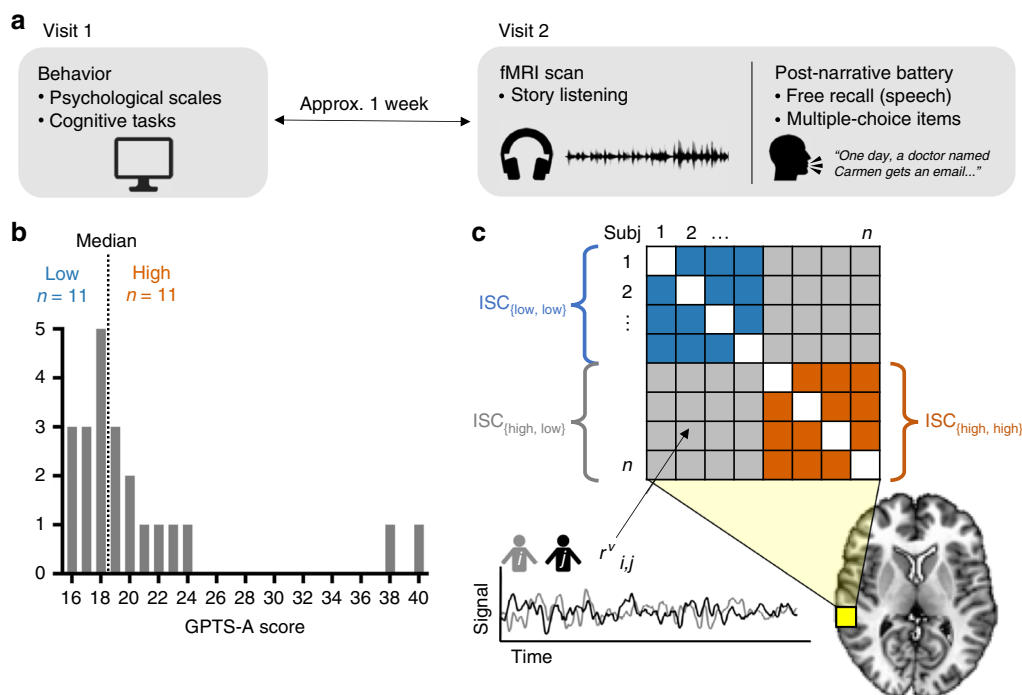 a
Visit 1
Behavior
• Psychological scales
• Cognitive tasks
Approx. 1 week
Visit 2
fMRI scan
• Story listening
Post-narrative battery
• Free recall (speech)
• Multiple-choice items
“One day, a doctor named
Carmen gets an email...”
b
Median
Low
n = 11
High
n = 11
5
4
3
2
1
0
16 18 20 22 24 26 28 30 32 34 36 38 40
GPTS-A score
c
Subj 1 2 … n
1
2
⋮
n
ISC{low, low}
ISC{high, low}
ISC{high, high}
i j
r^v i,j
Signal
Time